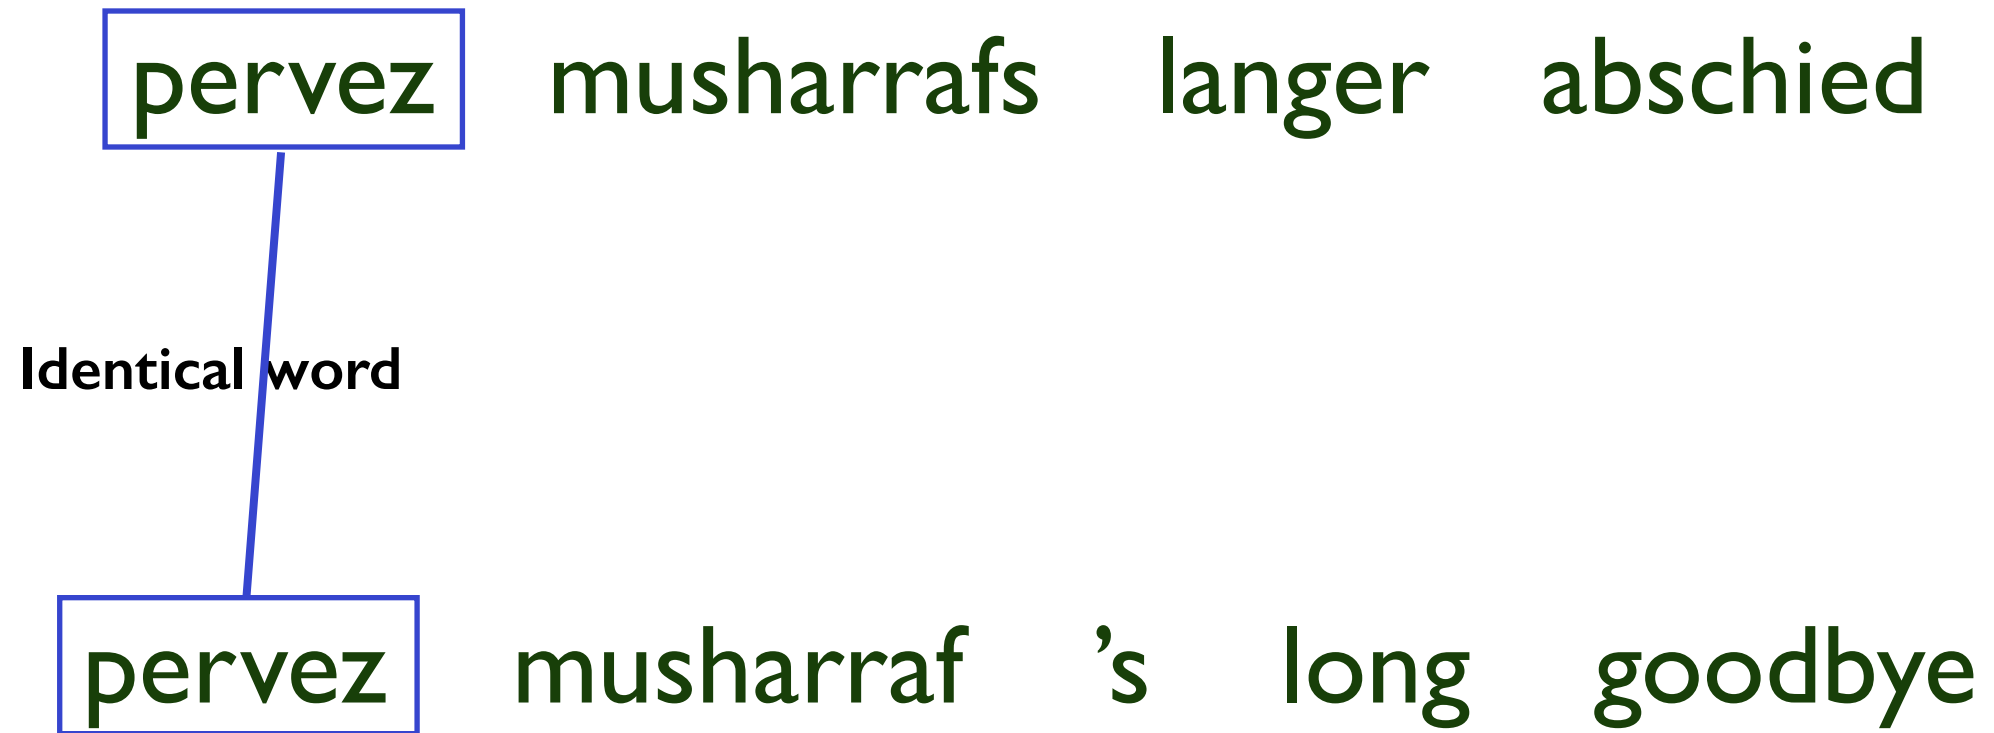 pervez musharrafs langer abschied
Identical word
pervez musharraf ’s long goodbye